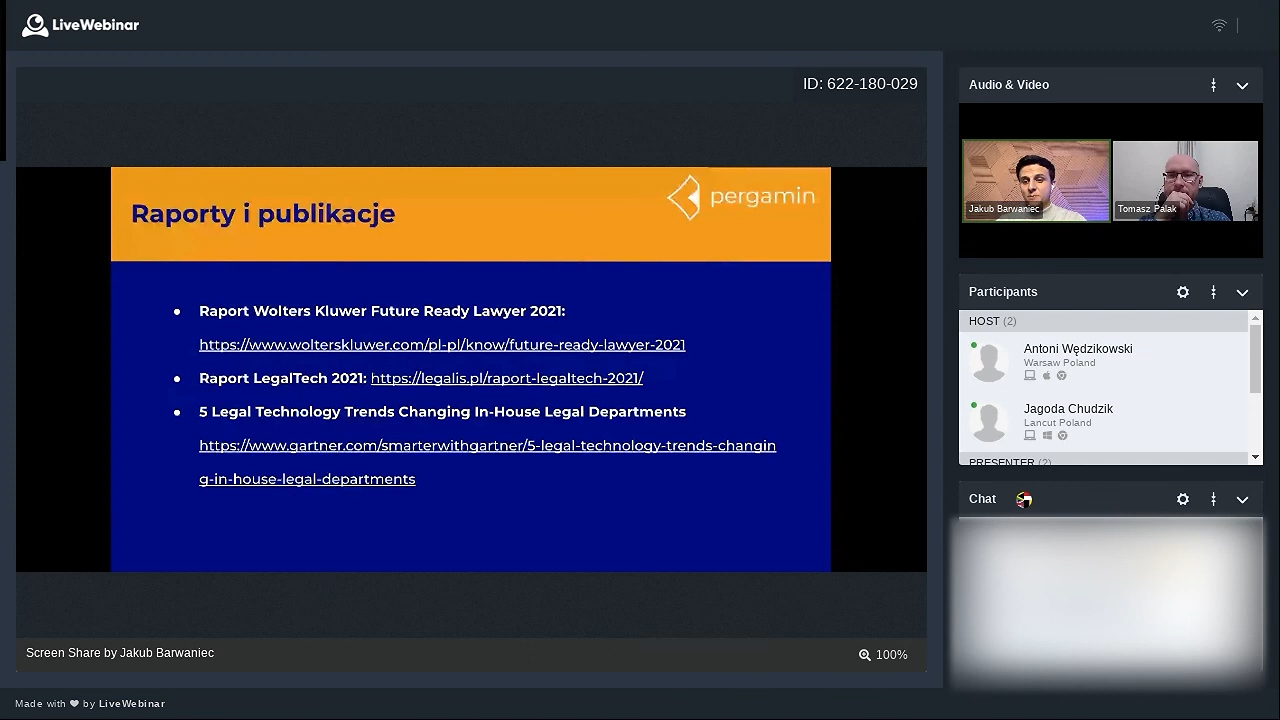 LiveWebinar
ID: 622-180-029
Raporty i publikacje
pergamin
• Raport Wolters Kluwer Future Ready Lawyer 2021:
https://www.wolterskluwer.com/pl-pl/know/future-ready-lawyer-2021
• Raport LegalTech 2021: https://legalis.pl/raport-legaltech-2021/
• 5 Legal Technology Trends Changing In-House Legal Departments
https://www.gartner.com/smarterwithgartner/5-legal-technology-trends-changin
g-in-house-legal-departments
Screen Share by Jakub Barwaniec
100%
Audio & Video
Jakub Barwaniec
Tomasz Palak
Participants
HOST (2)
Antoni Wędzikowski
Warsaw Poland
Jagoda Chudzik
Lancut Poland
PRESENTER (2)
Chat
Made with ❤ by LiveWebinar